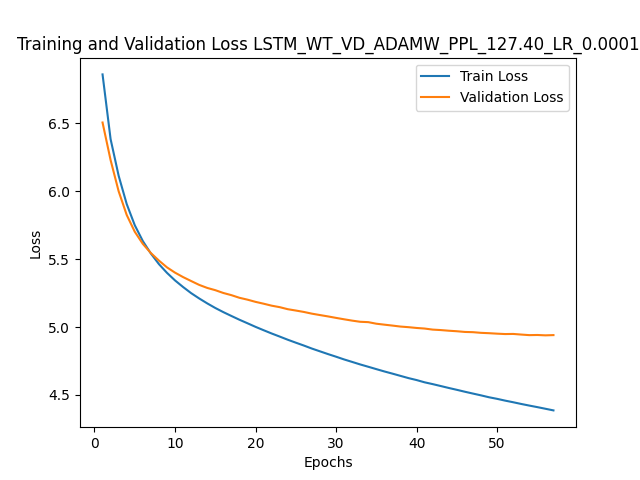 Training and Validation Loss LSTM_WT_VD_ADAMW_PPL_127.40_LR_0.0001
Train Loss
Validation Loss
6.5
6.0
5.5
5.0
4.5
Loss
0 10 20 30 40 50
Epochs